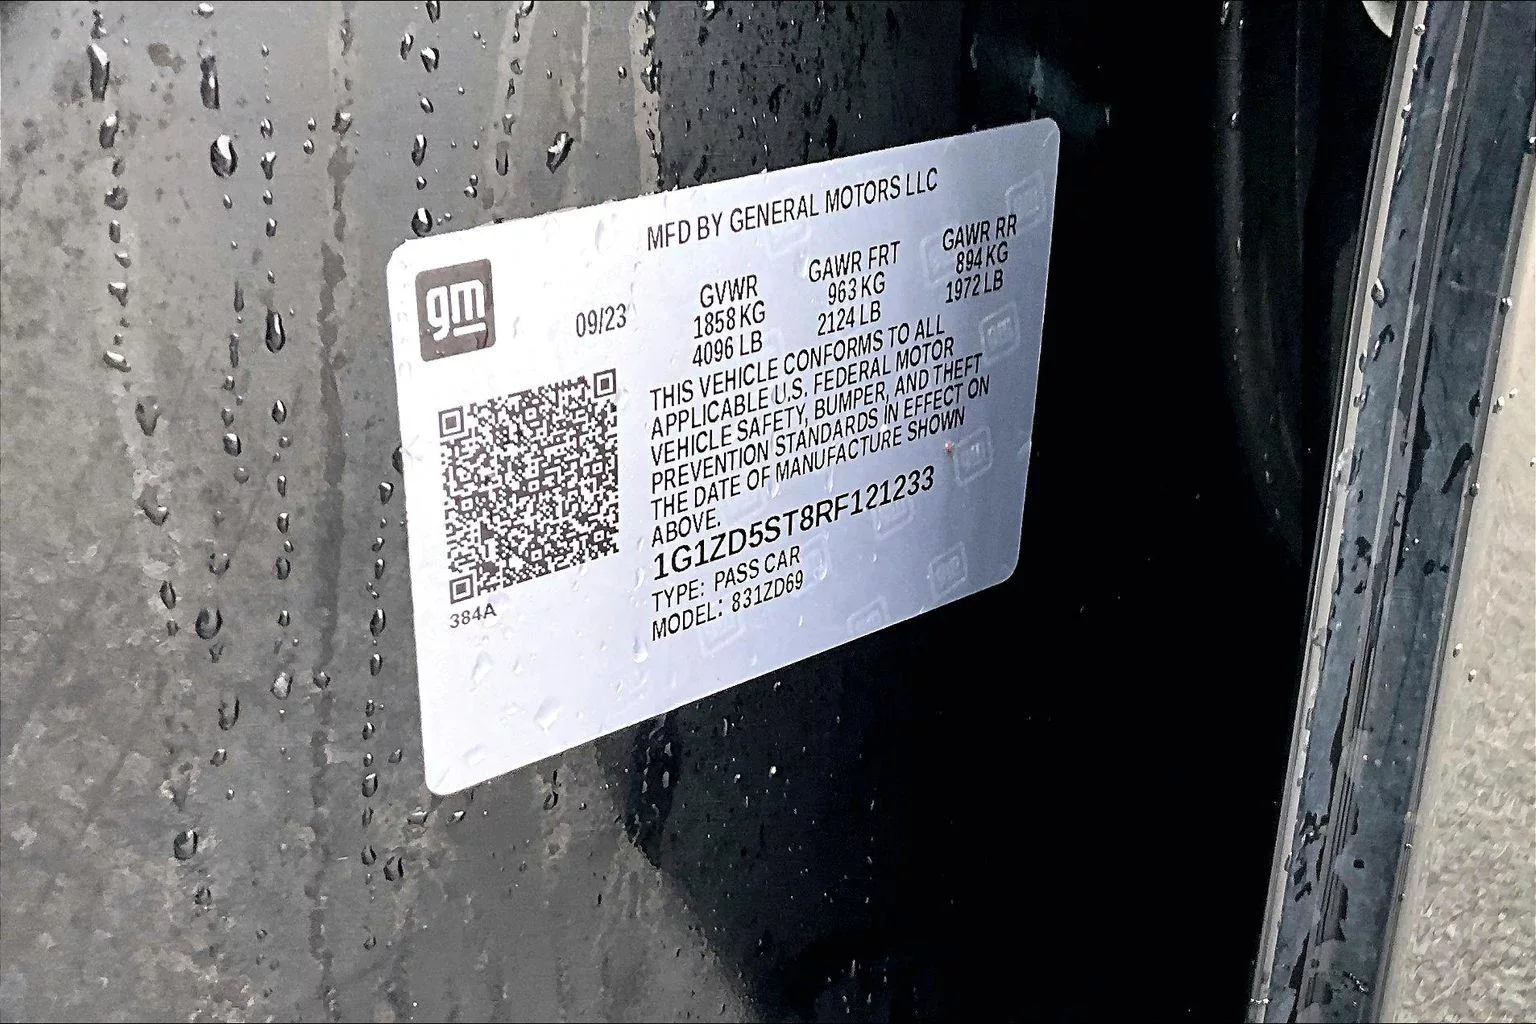 MFD BY GENERAL MOTORS LLC
gm
09/23
GVWR
1858 KG
4096 LB
GAWR FRT
963 KG
2124 LB
GAWR RR
894 KG
1972 LB
THIS VEHICLE CONFORMS TO ALL
APPLICABLE U.S. FEDERAL MOTOR
VEHICLE SAFETY, BUMPER, AND THEFT
PREVENTION STANDARDS IN EFFECT ON
THE DATE OF MANUFACTURE SHOWN
ABOVE.
1G1ZD5ST8RF121233
TYPE: PASS CAR
MODEL: 831ZD69
384A